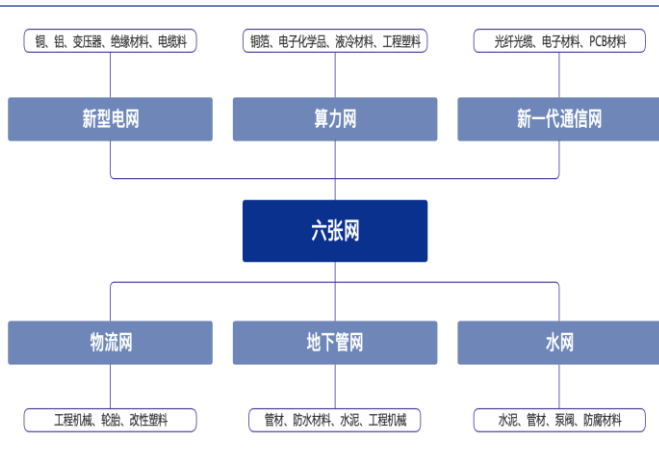 铜、铝、变压器、绝缘材料、电缆料
铜箔、电子化学品、液冷材料、工程塑料
光纤光缆、电子材料、PCB材料
新型电网
算力网
新一代通信网
六张网
物流网
地下管网
水网
工程机械、轮胎、改性塑料
管材、防水材料、水泥、工程机械
水泥、管材、泵阀、防腐材料